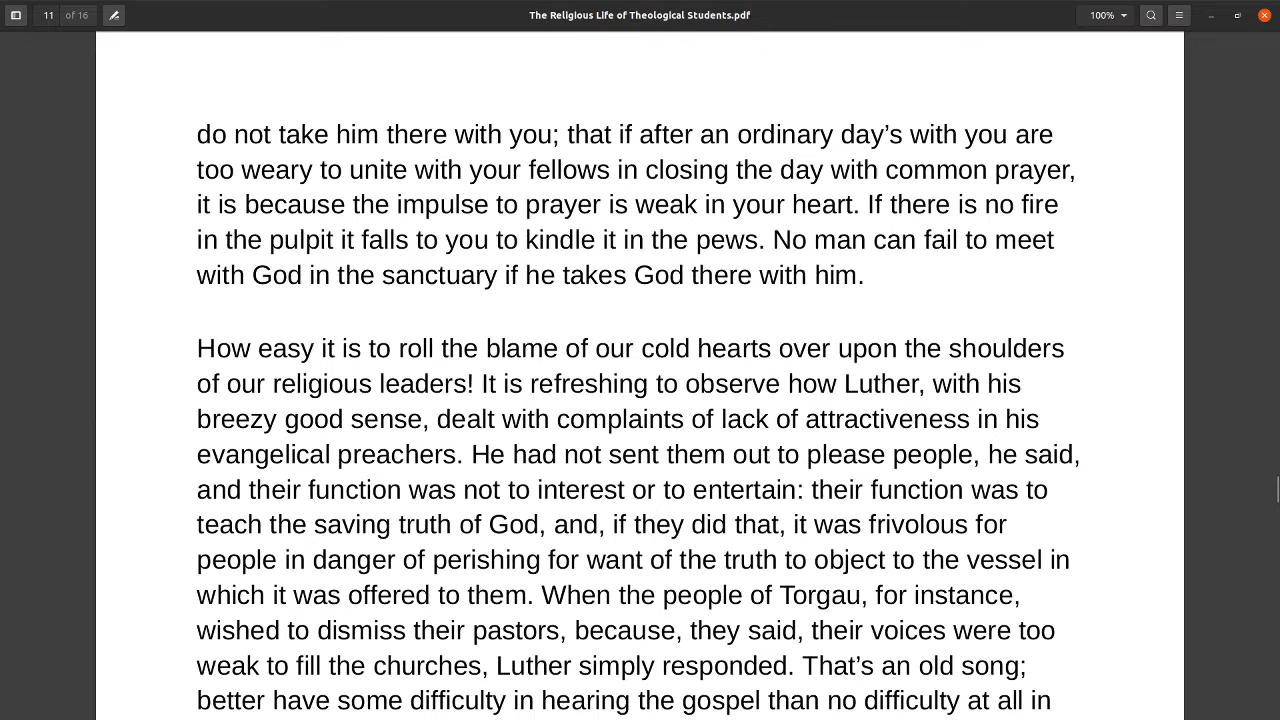 11 of 16
The Religious Life of Theological Students.pdf
100%
do not take him there with you; that if after an ordinary day’s with you are
too weary to unite with your fellows in closing the day with common prayer,
it is because the impulse to prayer is weak in your heart. If there is no fire
in the pulpit it falls to you to kindle it in the pews. No man can fail to meet
with God in the sanctuary if he takes God there with him.
How easy it is to roll the blame of our cold hearts over upon the shoulders
of our religious leaders! It is refreshing to observe how Luther, with his
breezy good sense, dealt with complaints of lack of attractiveness in his
evangelical preachers. He had not sent them out to please people, he said,
and their function was not to interest or to entertain: their function was to
teach the saving truth of God, and, if they did that, it was frivolous for
people in danger of perishing for want of the truth to object to the vessel in
which it was offered to them. When the people of Torgau, for instance,
wished to dismiss their pastors, because, they said, their voices were too
weak to fill the churches, Luther simply responded. That’s an old song;
better have some difficulty in hearing the gospel than no difficulty at all in